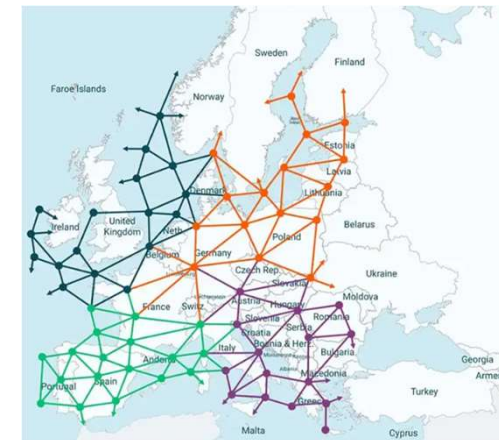 Sweden
Finland
Faroe Islands
Norway
Estonia
Latvia
Denmark
Lithuania
Ireland
United
Kingdom
Neth
Belarus
Poland
Belgium
Germany
Czech Rep
Ukraine
Slovakia
Austria
Moldova
France
Switz
Hungary
Slovenia
Romania
Croatia
Serbia
Bosnia & Herz
Italy
Bulgaria
Andorra
Georgia
Portugal
Spain
Macedonia
Arme
Greece
Turkey
Malta
Cyprus